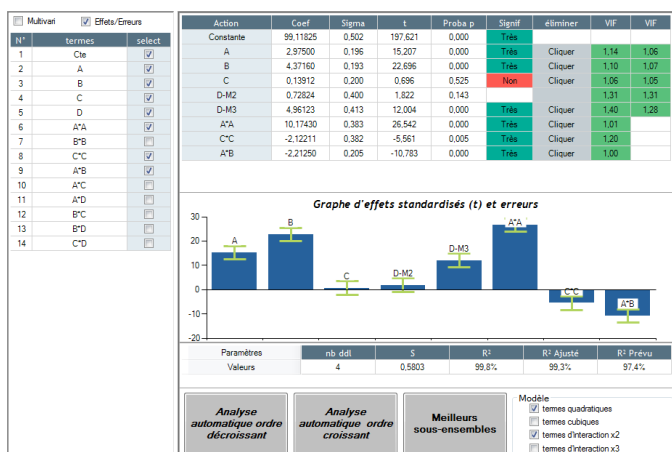 Multivari Effets/Erreurs
N° termes select
1 Cte
2 A
3 B
4 C
5 D
6 A*A
7 B*B
8 C*C
9 A*B
10 A*C
11 A*D
12 B*C
13 B*D
14 C*D
Action Coef Sigma t Proba p Signif éliminer VIF VIF
Constante 99,11825 0,502 197,621 0,000 Très
A 2,97500 0,196 15,207 0,000 Très Cliquer 1,14 1,06
B 4,37160 0,193 22,696 0,000 Très Cliquer 1,10 1,07
C 0,13912 0,200 0,696 0,525 Non Cliquer 1,06 1,05
D-M2 0,72824 0,400 1,822 0,143 1,31 1,31
D-M3 4,96123 0,413 12,004 0,000 Très Cliquer 1,40 1,28
A*A 10,17430 0,383 26,542 0,000 Très Cliquer 1,01
C*C -2,12211 0,382 -5,561 0,005 Très Cliquer 1,20
A*B -2,21250 0,205 -10,783 0,000 Très Cliquer 1,00
Graphe d'effets standardisés (t) et erreurs
30
20
10
0
-10
-20
A
B
C
D-M2
D-M3
A*A
C*C
A*B
Paramètres nb ddl S R² R² Ajusté R² Prévu
Valeurs 4 0,5803 99,8% 99,3% 97,4%
Analyse
automatique ordre
décroissant
Analyse
automatique ordre
croissant
Meilleurs
sous-ensembles
Modèle
termes quadratiques
termes cubiques
termes d'interaction x2
termes d'interaction x3